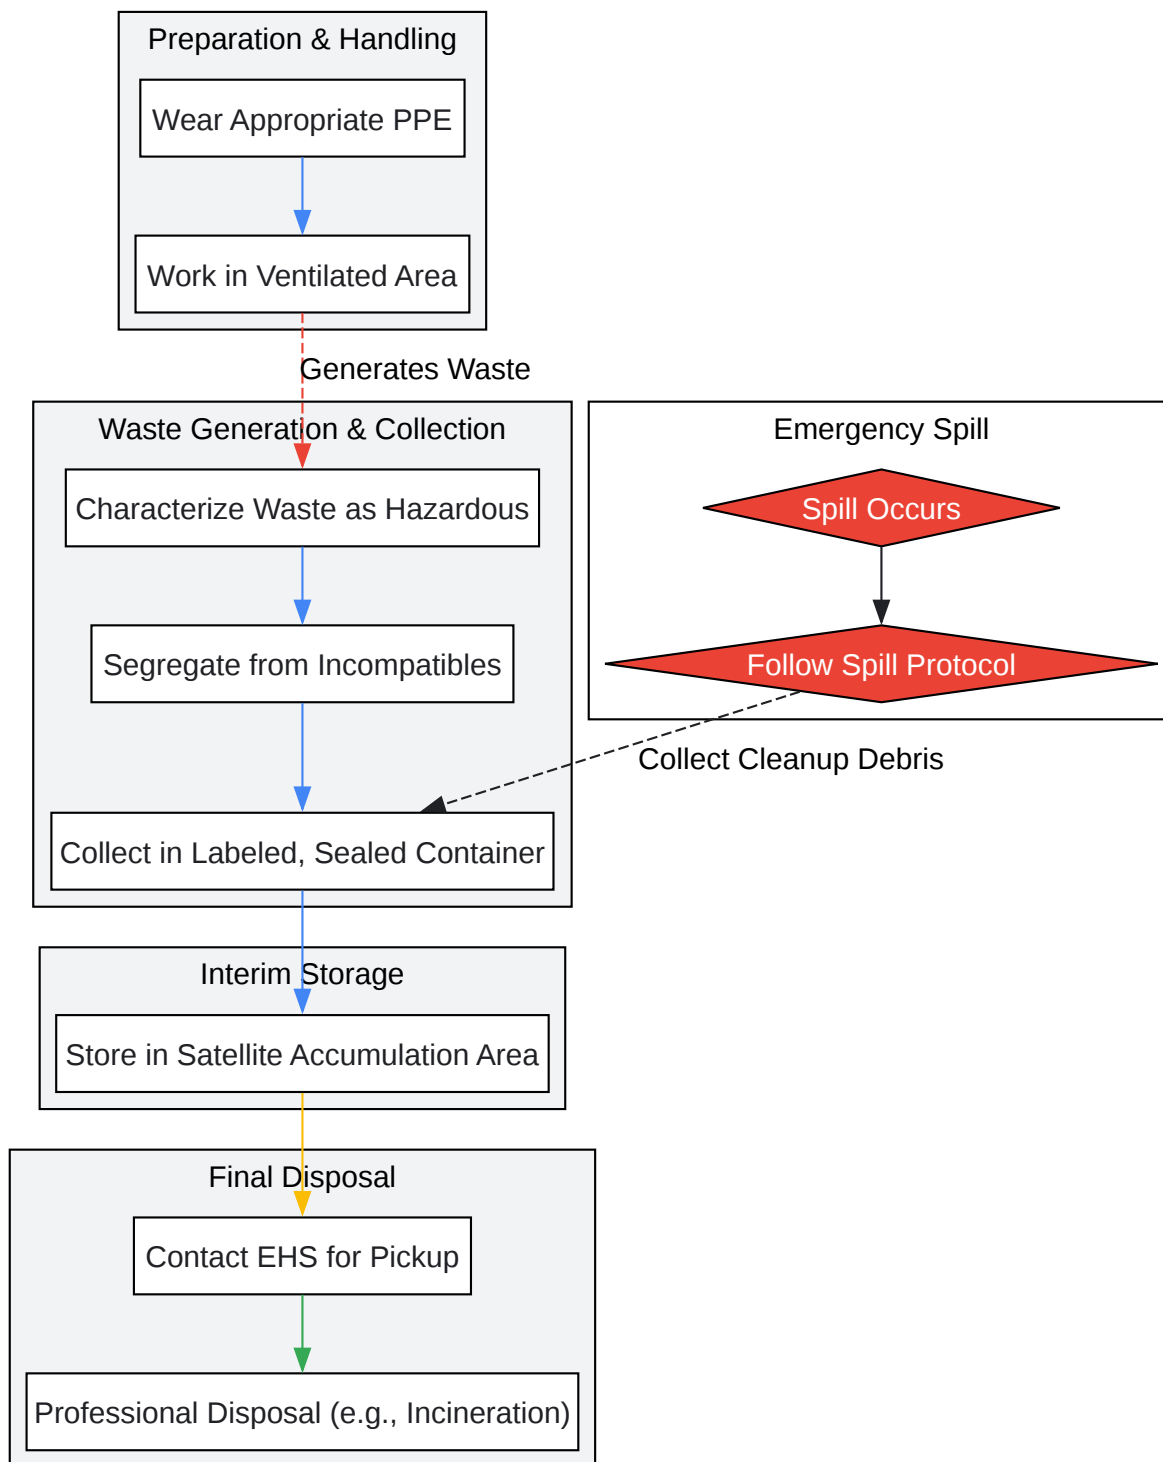 Preparation & Handling
Wear Appropriate PPE
Work in Ventilated Area
Generates Waste
Waste Generation & Collection
Characterize Waste as Hazardous
Segregate from Incompatibles
Collect in Labeled, Sealed Container
Emergency Spill
Spill Occurs
Follow Spill Protocol
Collect Cleanup Debris
Interim Storage
Store in Satellite Accumulation Area
Final Disposal
Contact EHS for Pickup
Professional Disposal (e.g., Incineration)